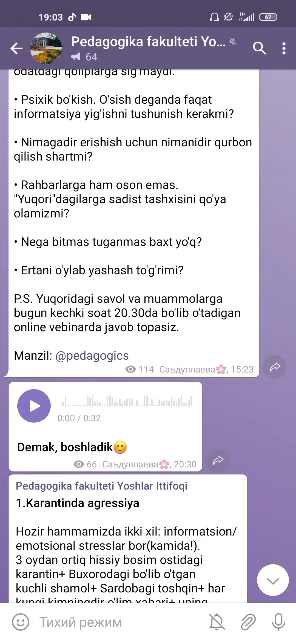 19:03
67
Pedagogika fakulteti Yo...
64
odatdagi qoliplarga sig'maydi.
• Psixik bo'kish. O'sish deganda faqat
informatsiya yig'ishni tushunish kerakmi?
• Nimagadir erishish uchun nimanidir qurbon
qilish shartmi?
• Rahbarlarga ham oson emas.
"Yuqori"dagilarga sadist tashxisini qo'ya
olamizmi?
• Nega bitmas tuganmas baxt yo'q?
• Ertani o'ylab yashash to'g'rimi?
P.S. Yuqoridagi savol va muammolarga
bugun kechki soat 20.30da bo'lib o'tadigan
online vebinarda javob topasiz.
Manzil: @pedagogics
114 Саъдуллаева🌸, 15:23
0:00 / 0:32
Demak, boshladik😊
66 Саъдуллаева🌸, 20:30
Pedagogika fakulteti Yoshlar Ittifoqi
1.Karantinda agressiya
Hozir hammamizda ikki xil: informatsion/
emotsional stresslar bor(kamida!).
3 oydan ortiq hissiy bosim ostidagi
karantin+ Buxorodagi bo'lib o'tgan
kuchli shamol+ Sardobagi toshqin+ har
kungi kimningdir o'lim xabari+ uning
Тихий режим